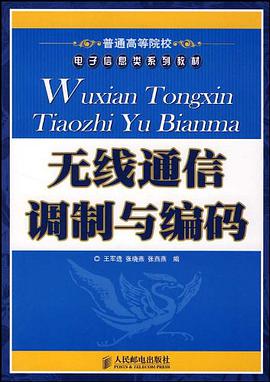 普通高等院校
电子信息类系列教材
Wuxian Tongxin
Tiaozhi Yu Bianma
无线通信
调制与编码
王军选 张晓燕 张燕燕 编
人民邮电出版社
POSTS & TELECOM PRESS